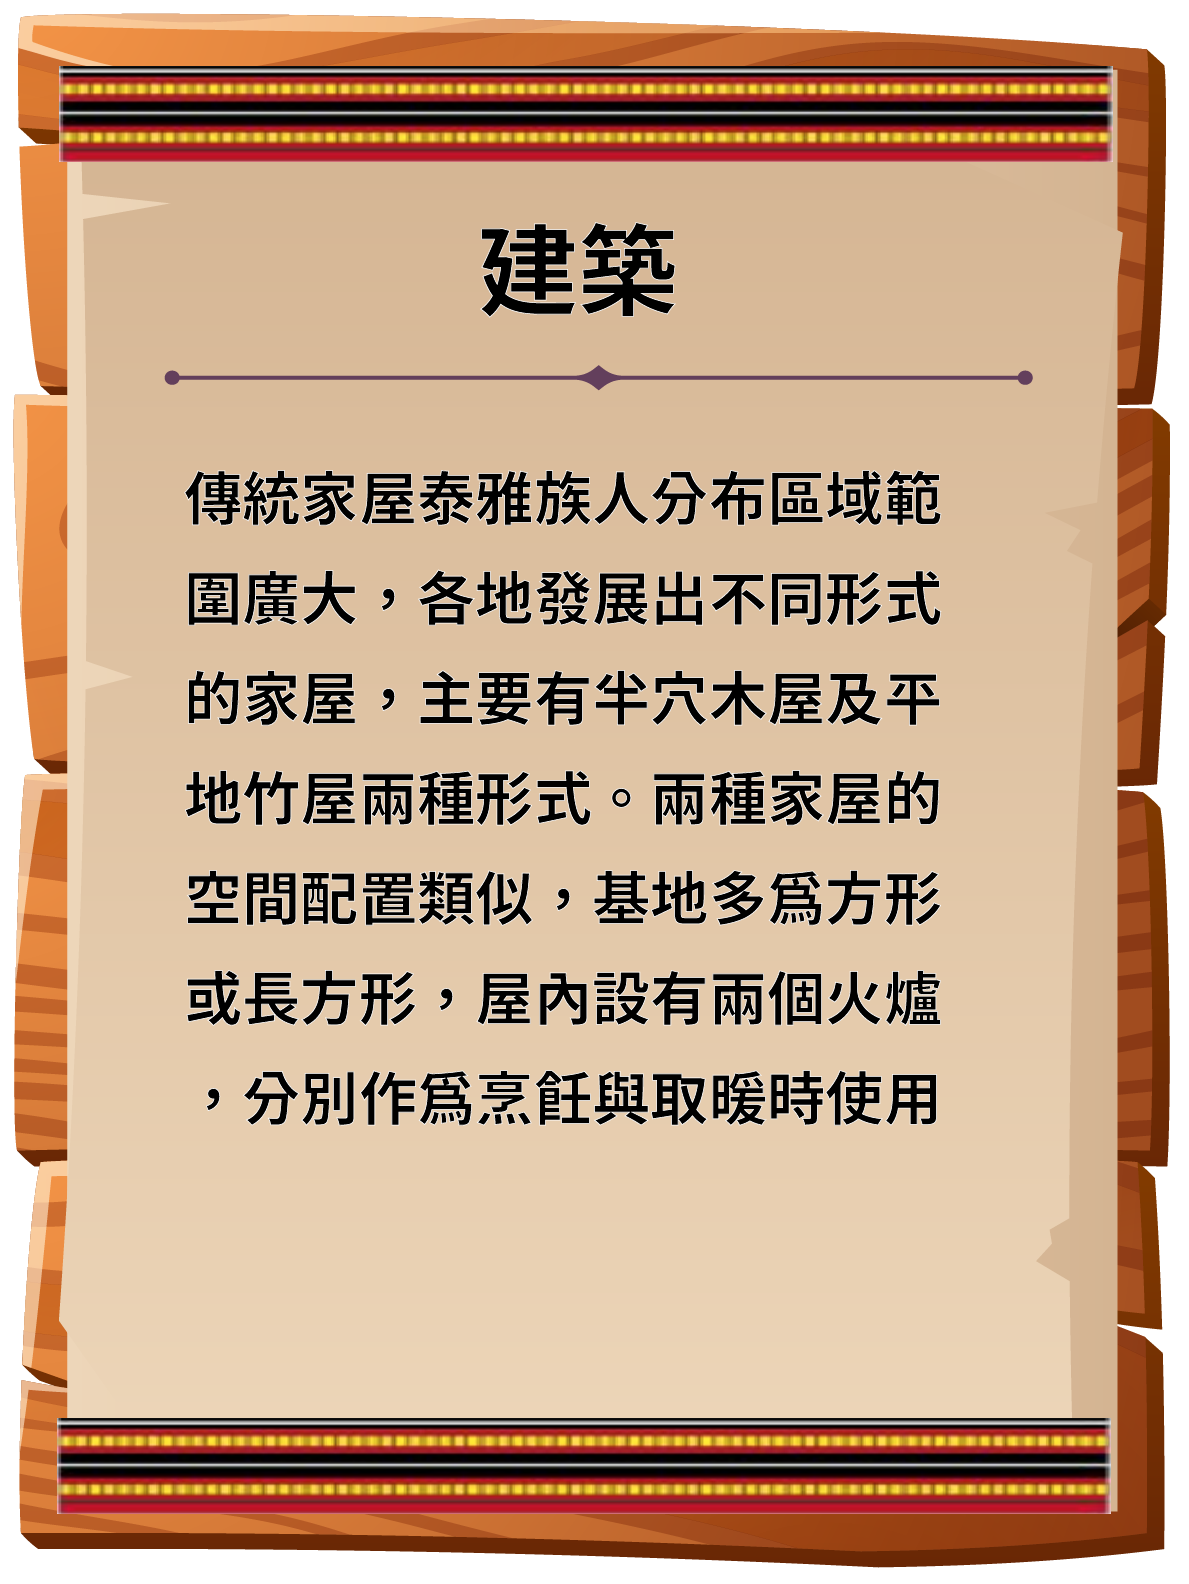 建築
傳統家屋泰雅族人分布區域範
圍廣大，各地發展出不同形式
的家屋，主要有半穴木屋及平
地竹屋兩種形式。兩種家屋的
空間配置類似，基地多爲方形
或長方形，屋內設有兩個火爐
，分別作爲烹飪與取暖時使用